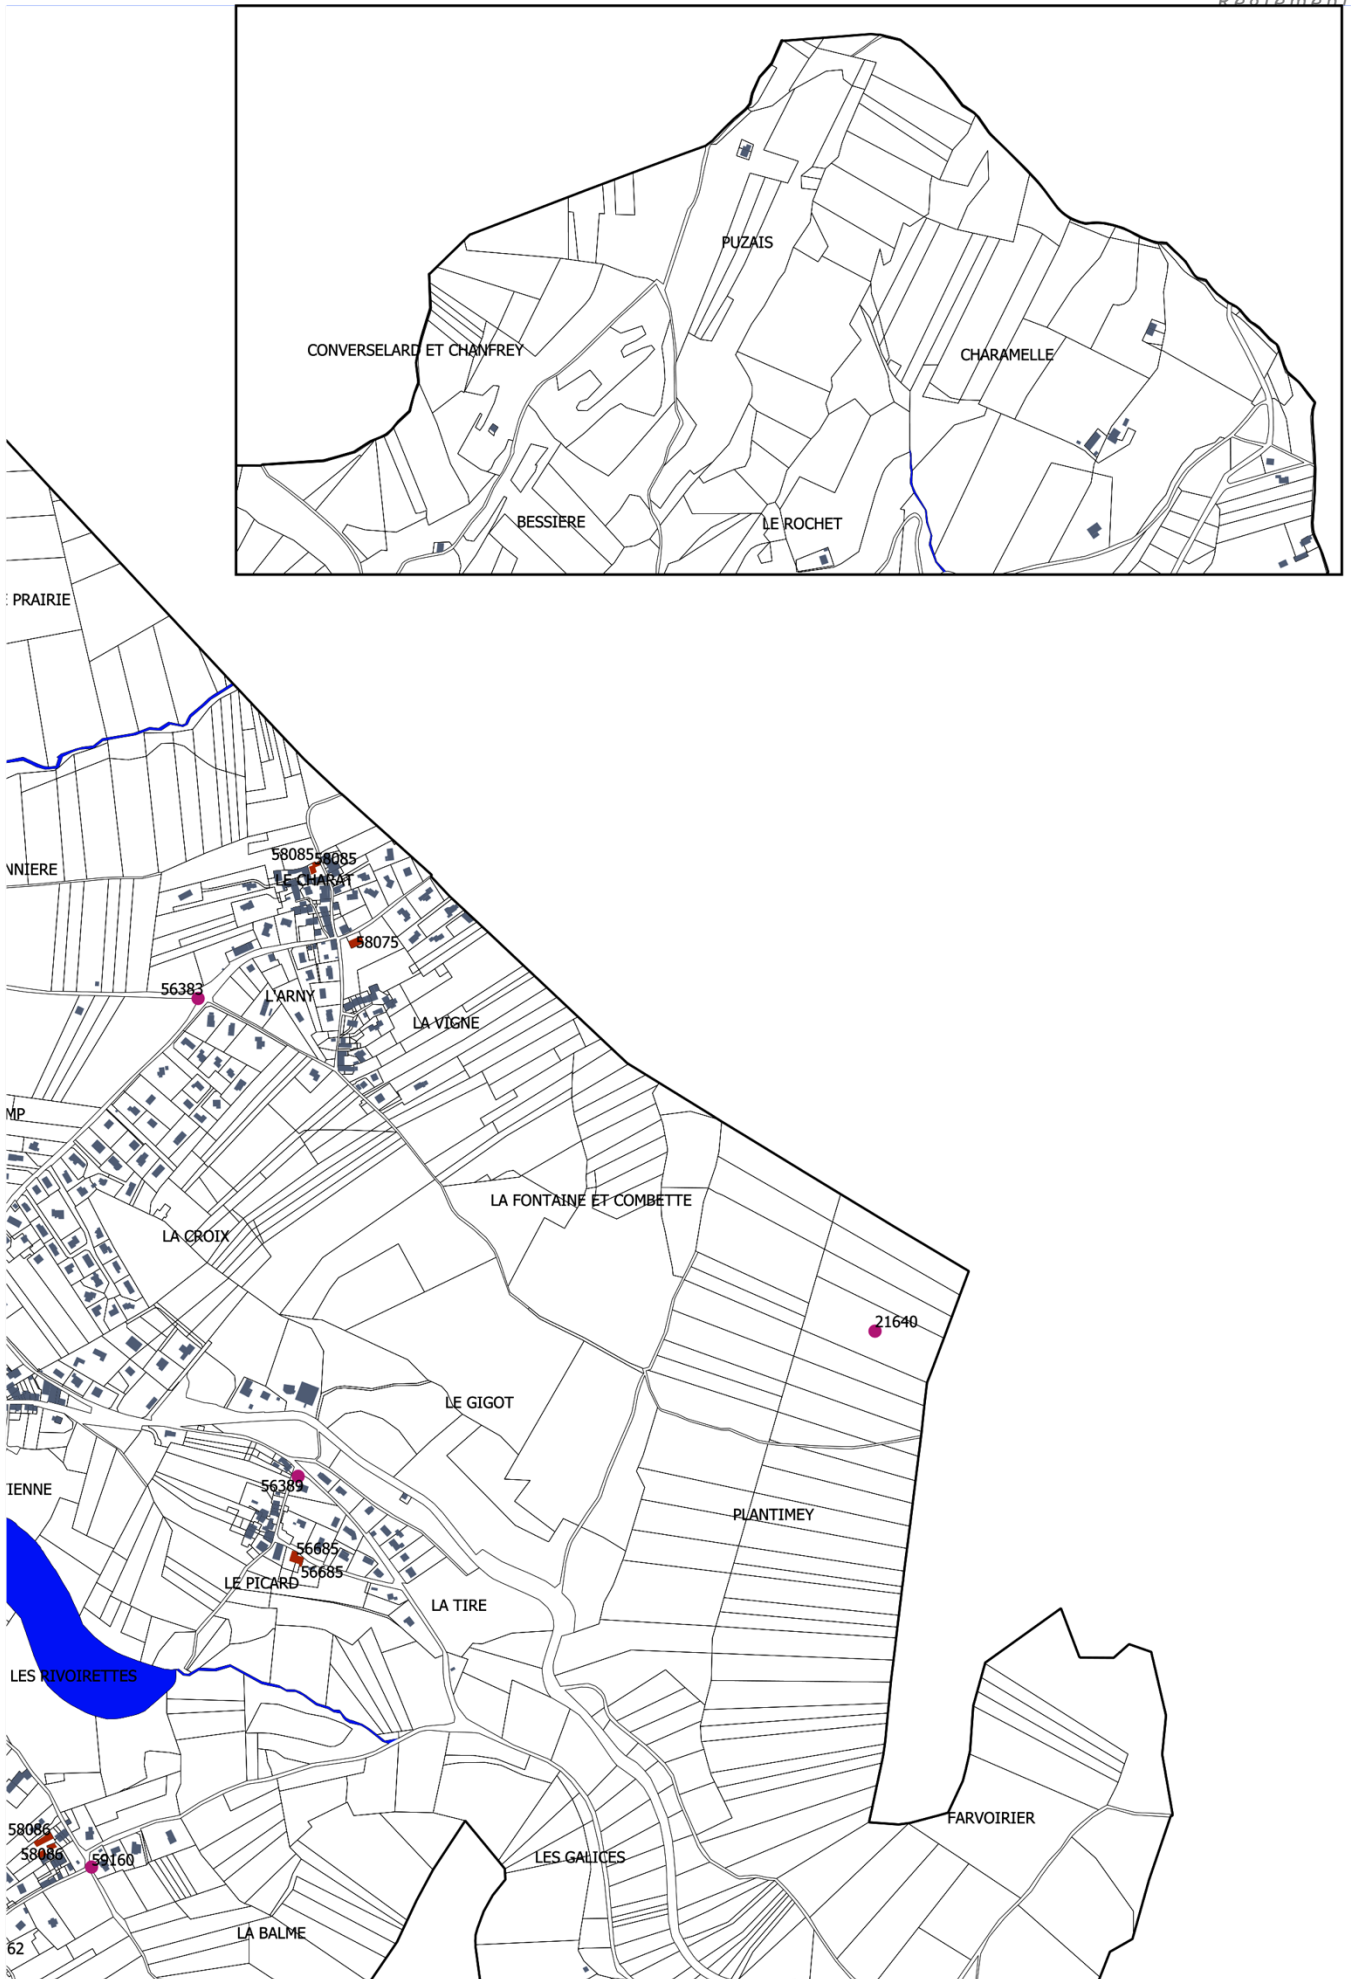 Règlement
PUZAIS
CONVERSELARD ET CHANFREY
CHARAMELLE
BESSIERE
LE ROCHET
PRAIRIE
58085
58085
NNIERE
LE CHARAT
58075
56383
L'ARNY
LA VIGNE
MP
LA FONTAINE ET COMBETTE
LA CROIX
21640
LE GIGOT
56389
IENNE
PLANTIMEY
56685
56685
LE PICARD
LA TIRE
LES RIVOIRETTES
FARVOIRIER
58086
58086
59160
LES GALICES
LA BALME
62